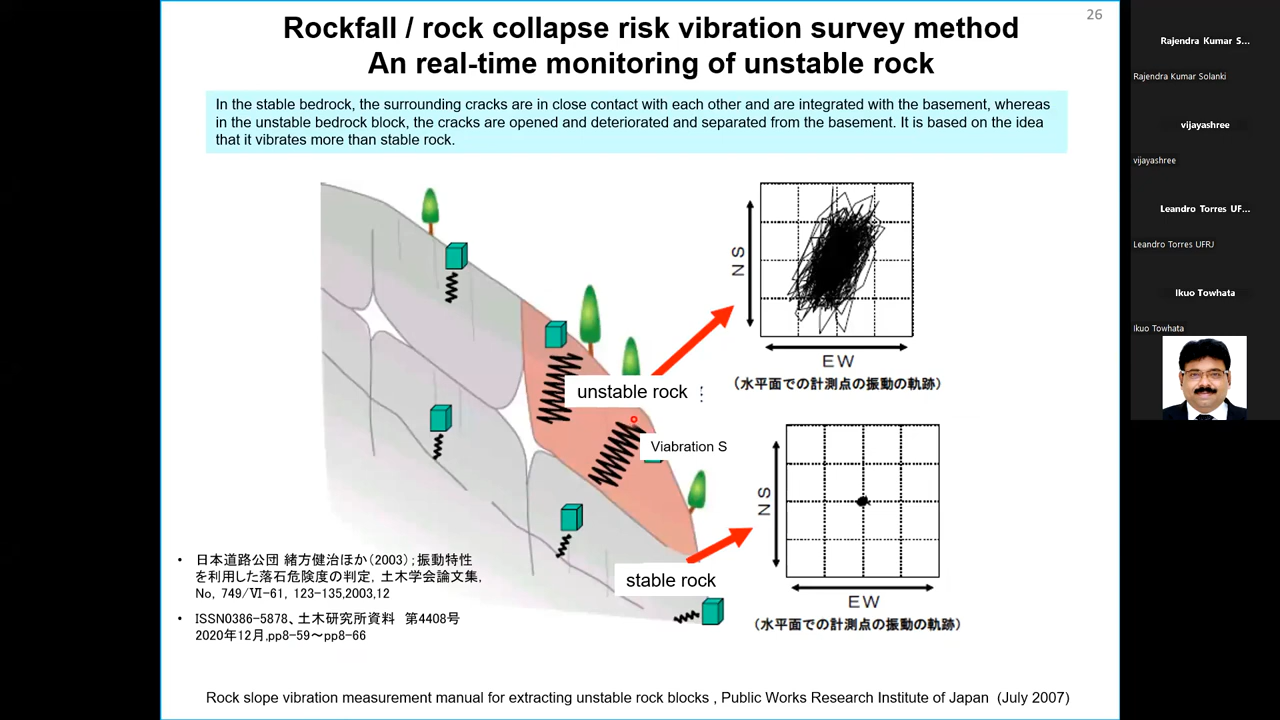 26
Rockfall / rock collapse risk vibration survey method
An real-time monitoring of unstable rock
In the stable bedrock, the surrounding cracks are in close contact with each other and are integrated with the basement, whereas
in the unstable bedrock block, the cracks are opened and deteriorated and separated from the basement. It is based on the idea
that it vibrates more than stable rock.
NS
EW
(水平面での計測点の振動の軌跡)
unstable rock
Viabration S
NS
EW
(水平面での計測点の振動の軌跡)
stable rock
• 日本道路公団 緒方健治ほか(2003);振動特性
を利用した落石危険度の判定, 土木学会論文集,
No, 749/Ⅵ-61, 123-135,2003,12
• ISSN0386-5878、土木研究所資料 第4408号
2020年12月,pp8-59~pp8-66
Rock slope vibration measurement manual for extracting unstable rock blocks , Public Works Research Institute of Japan (July 2007)
Rajendra Kumar S...
Rajendra Kumar Solanki
vijayashree
vijayashree
Leandro Torres UF...
Leandro Torres UFRJ
Ikuo Towhata
Ikuo Towhata